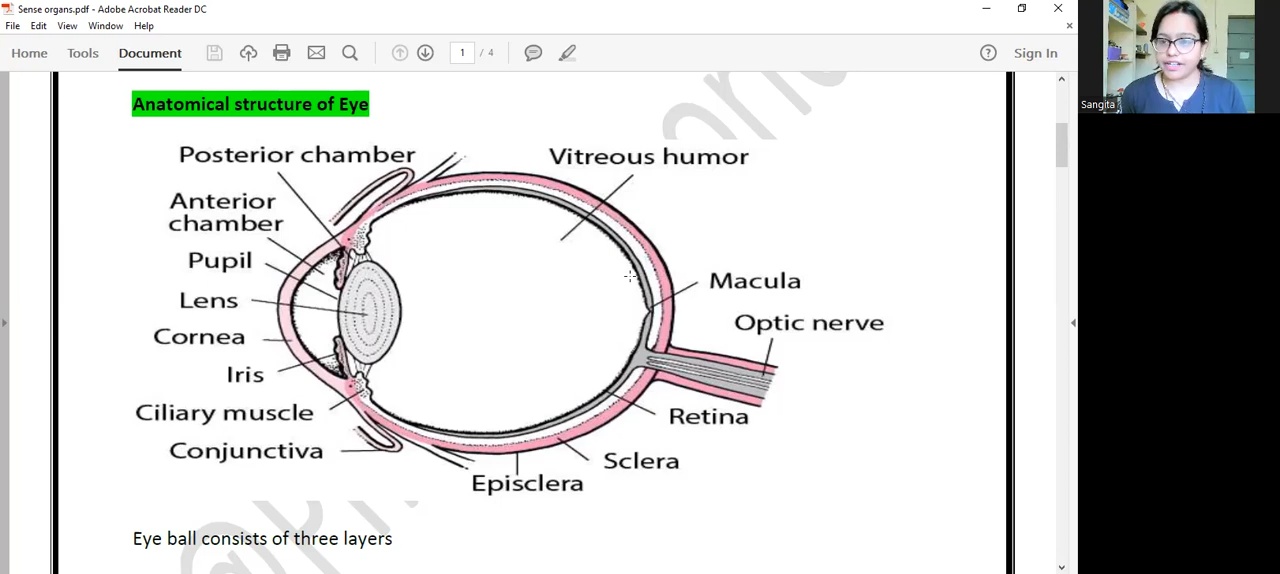 Sense organs.pdf - Adobe Acrobat Reader DC
File Edit View Window Help
Home Tools Document 1 / 4 Sign In
Sangita
Anatomical structure of Eye
Posterior chamber
Vitreous humor
Anterior
chamber
Pupil
Macula
Lens
Optic nerve
Cornea
Iris
Ciliary muscle
Retina
Conjunctiva
Sclera
Episclera
Eye ball consists of three layers